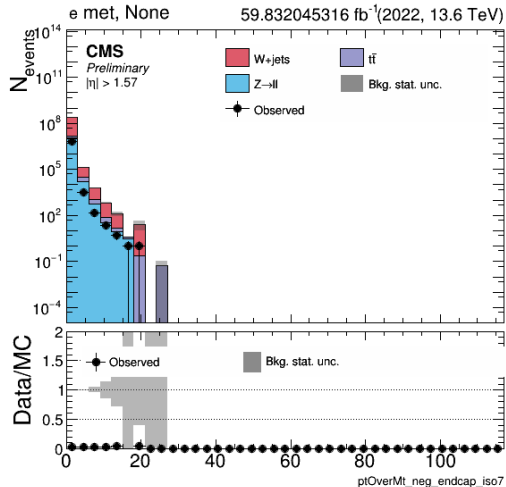 e met, None 59.832045316 fb⁻¹(2022, 13.6 TeV)
CMS
Preliminary
|η| > 1.57
W+jets
tt̄
Z→ll
Bkg. stat. unc.
Observed
N_events
10¹⁴
10¹¹
10⁸
10⁵
10²
10⁻¹
10⁻⁴
Data/MC
2
1.5
1
0.5
0
Observed
Bkg. stat. unc.
0 20 40 60 80 100
ptOverMt_neg_endcap_iso7